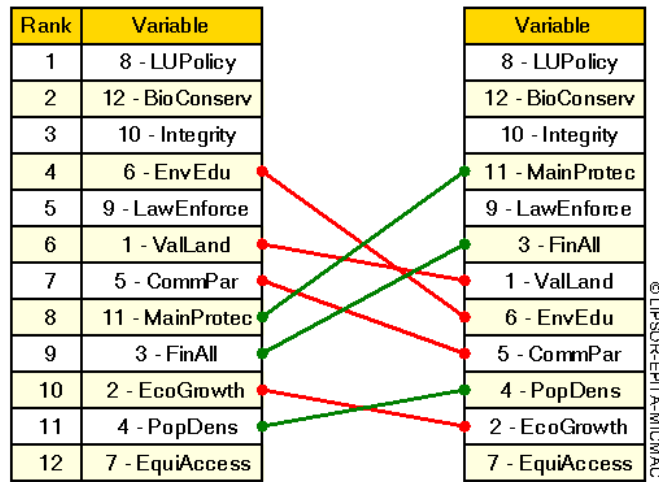 Rank Variable Variable
1 8 - LUPolicy 8 - LUPolicy
2 12 - BioConserv 12 - BioConserv
3 10 - Integrity 10 - Integrity
4 6 - EnvEdu 11 - MainProtec
5 9 - LawEnforce 9 - LawEnforce
6 1 - ValLand 3 - FinAll
7 5 - CommPar 1 - ValLand
8 11 - MainProtec 6 - EnvEdu
9 3 - FinAll 5 - CommPar
10 2 - EcoGrowth 4 - PopDens
11 4 - PopDens 2 - EcoGrowth
12 7 - EquiAccess 7 - EquiAccess
© LIPSOR-EPITA-MICMAC